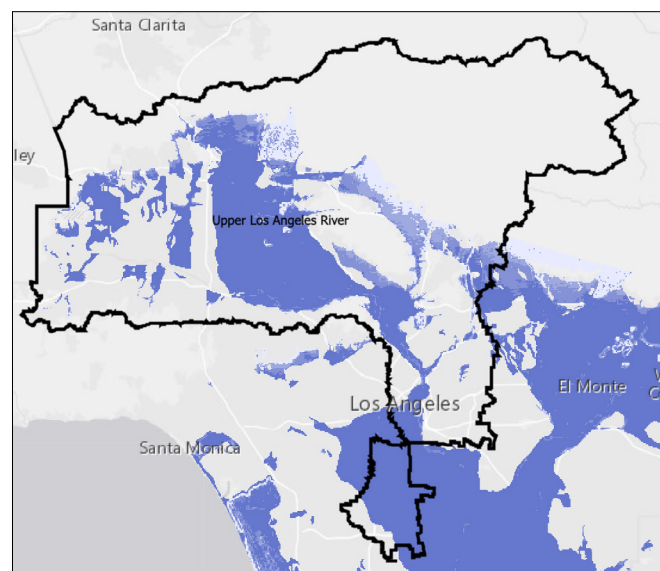 Santa Clarita
ley
Upper Los Angeles River
El Monte
Los Angeles
Santa Monica